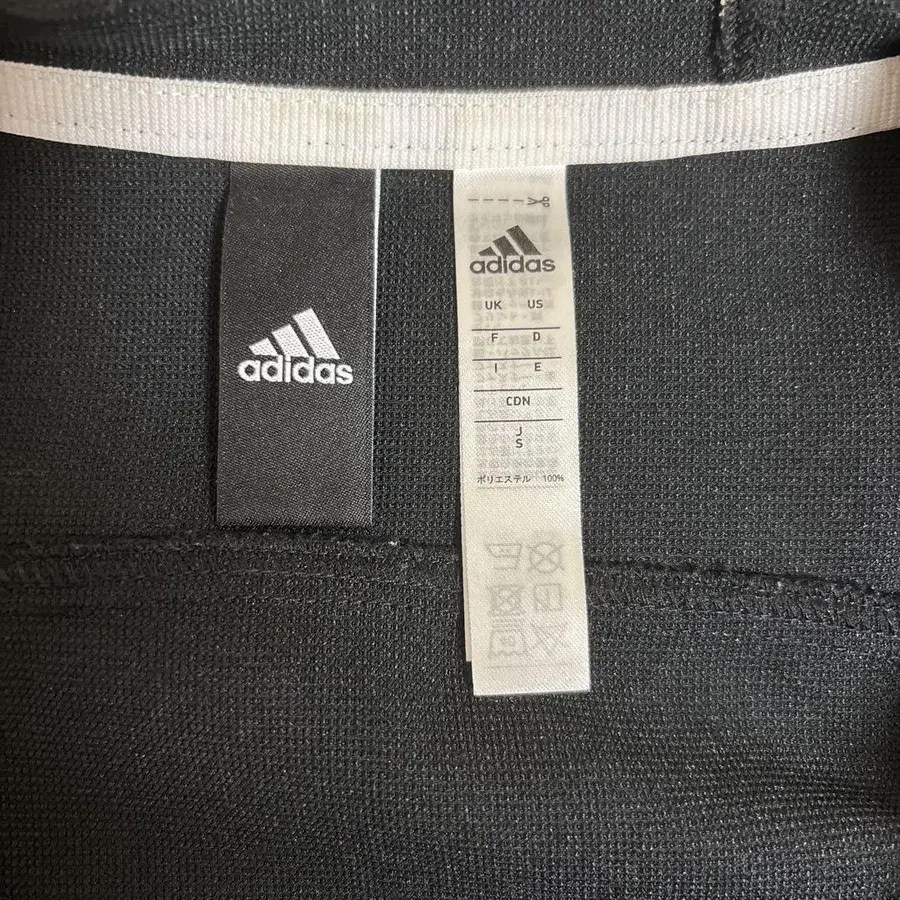 adidas
adidas
UK US
F D
I E
CDN
J
S
ポリエステル 100%